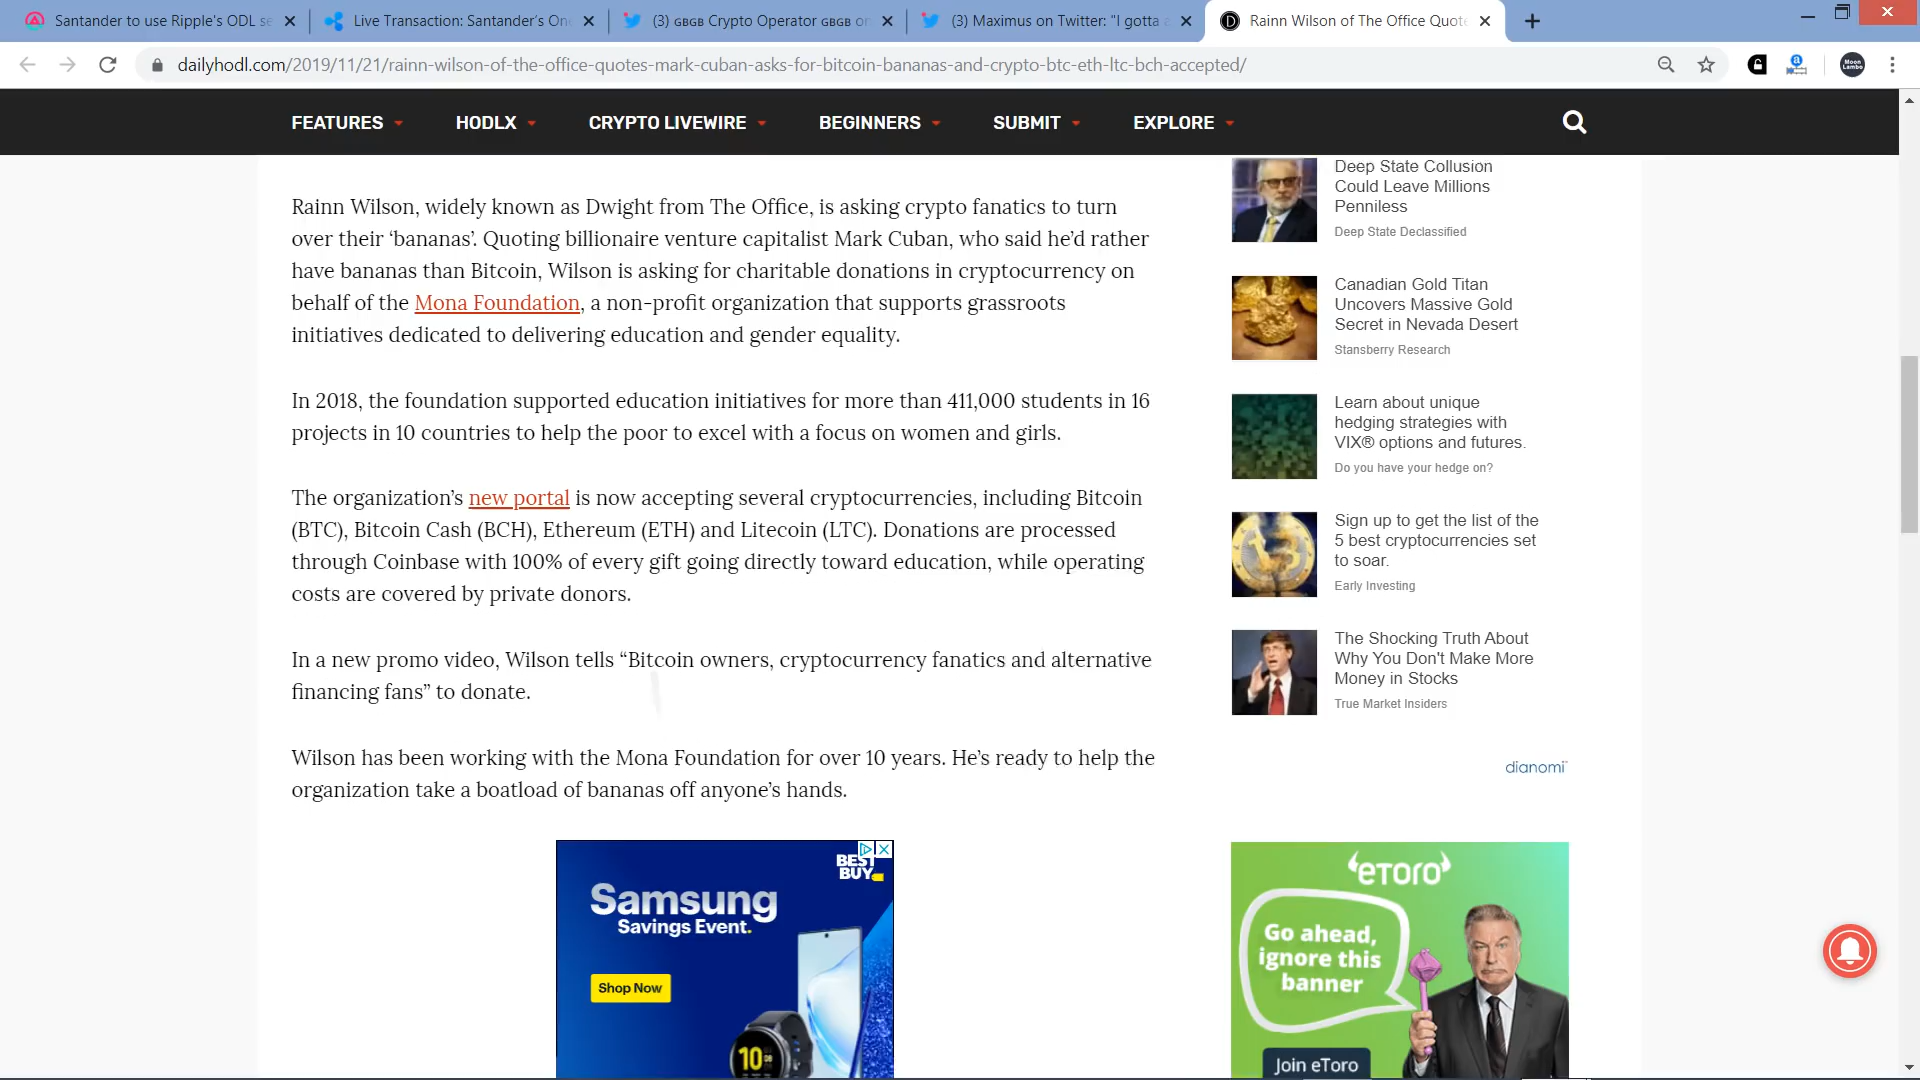 Santander to use Ripple's ODL se
Live Transaction: Santander's On
(3) GBGB Crypto Operator GBGB on
(3) Maximus on Twitter: "I gotta
Rainn Wilson of The Office Quot
dailyhodl.com/2019/11/21/rainn-wilson-of-the-office-quotes-mark-cuban-asks-for-bitcoin-bananas-and-crypto-btc-eth-ltc-bch-accepted/
Moon
Lambo
FEATURES HODLX CRYPTO LIVEWIRE BEGINNERS SUBMIT EXPLORE
Rainn Wilson, widely known as Dwight from The Office, is asking crypto fanatics to turn
over their ‘bananas’. Quoting billionaire venture capitalist Mark Cuban, who said he’d rather
have bananas than Bitcoin, Wilson is asking for charitable donations in cryptocurrency on
behalf of the Mona Foundation, a non-profit organization that supports grassroots
initiatives dedicated to delivering education and gender equality.
In 2018, the foundation supported education initiatives for more than 411,000 students in 16
projects in 10 countries to help the poor to excel with a focus on women and girls.
The organization’s new portal is now accepting several cryptocurrencies, including Bitcoin
(BTC), Bitcoin Cash (BCH), Ethereum (ETH) and Litecoin (LTC). Donations are processed
through Coinbase with 100% of every gift going directly toward education, while operating
costs are covered by private donors.
In a new promo video, Wilson tells “Bitcoin owners, cryptocurrency fanatics and alternative
financing fans” to donate.
Wilson has been working with the Mona Foundation for over 10 years. He’s ready to help the
organization take a boatload of bananas off anyone’s hands.
BEST
BUY
Samsung
Savings Event.
Shop Now
10
Deep State Collusion
Could Leave Millions
Penniless
Deep State Declassified
Canadian Gold Titan
Uncovers Massive Gold
Secret in Nevada Desert
Stansberry Research
Learn about unique
hedging strategies with
VIX® options and futures.
Do you have your hedge on?
Sign up to get the list of the
5 best cryptocurrencies set
to soar.
Early Investing
The Shocking Truth About
Why You Don't Make More
Money in Stocks
True Market Insiders
dianomi
eTORO
Go ahead,
ignore this
banner
Join eToro